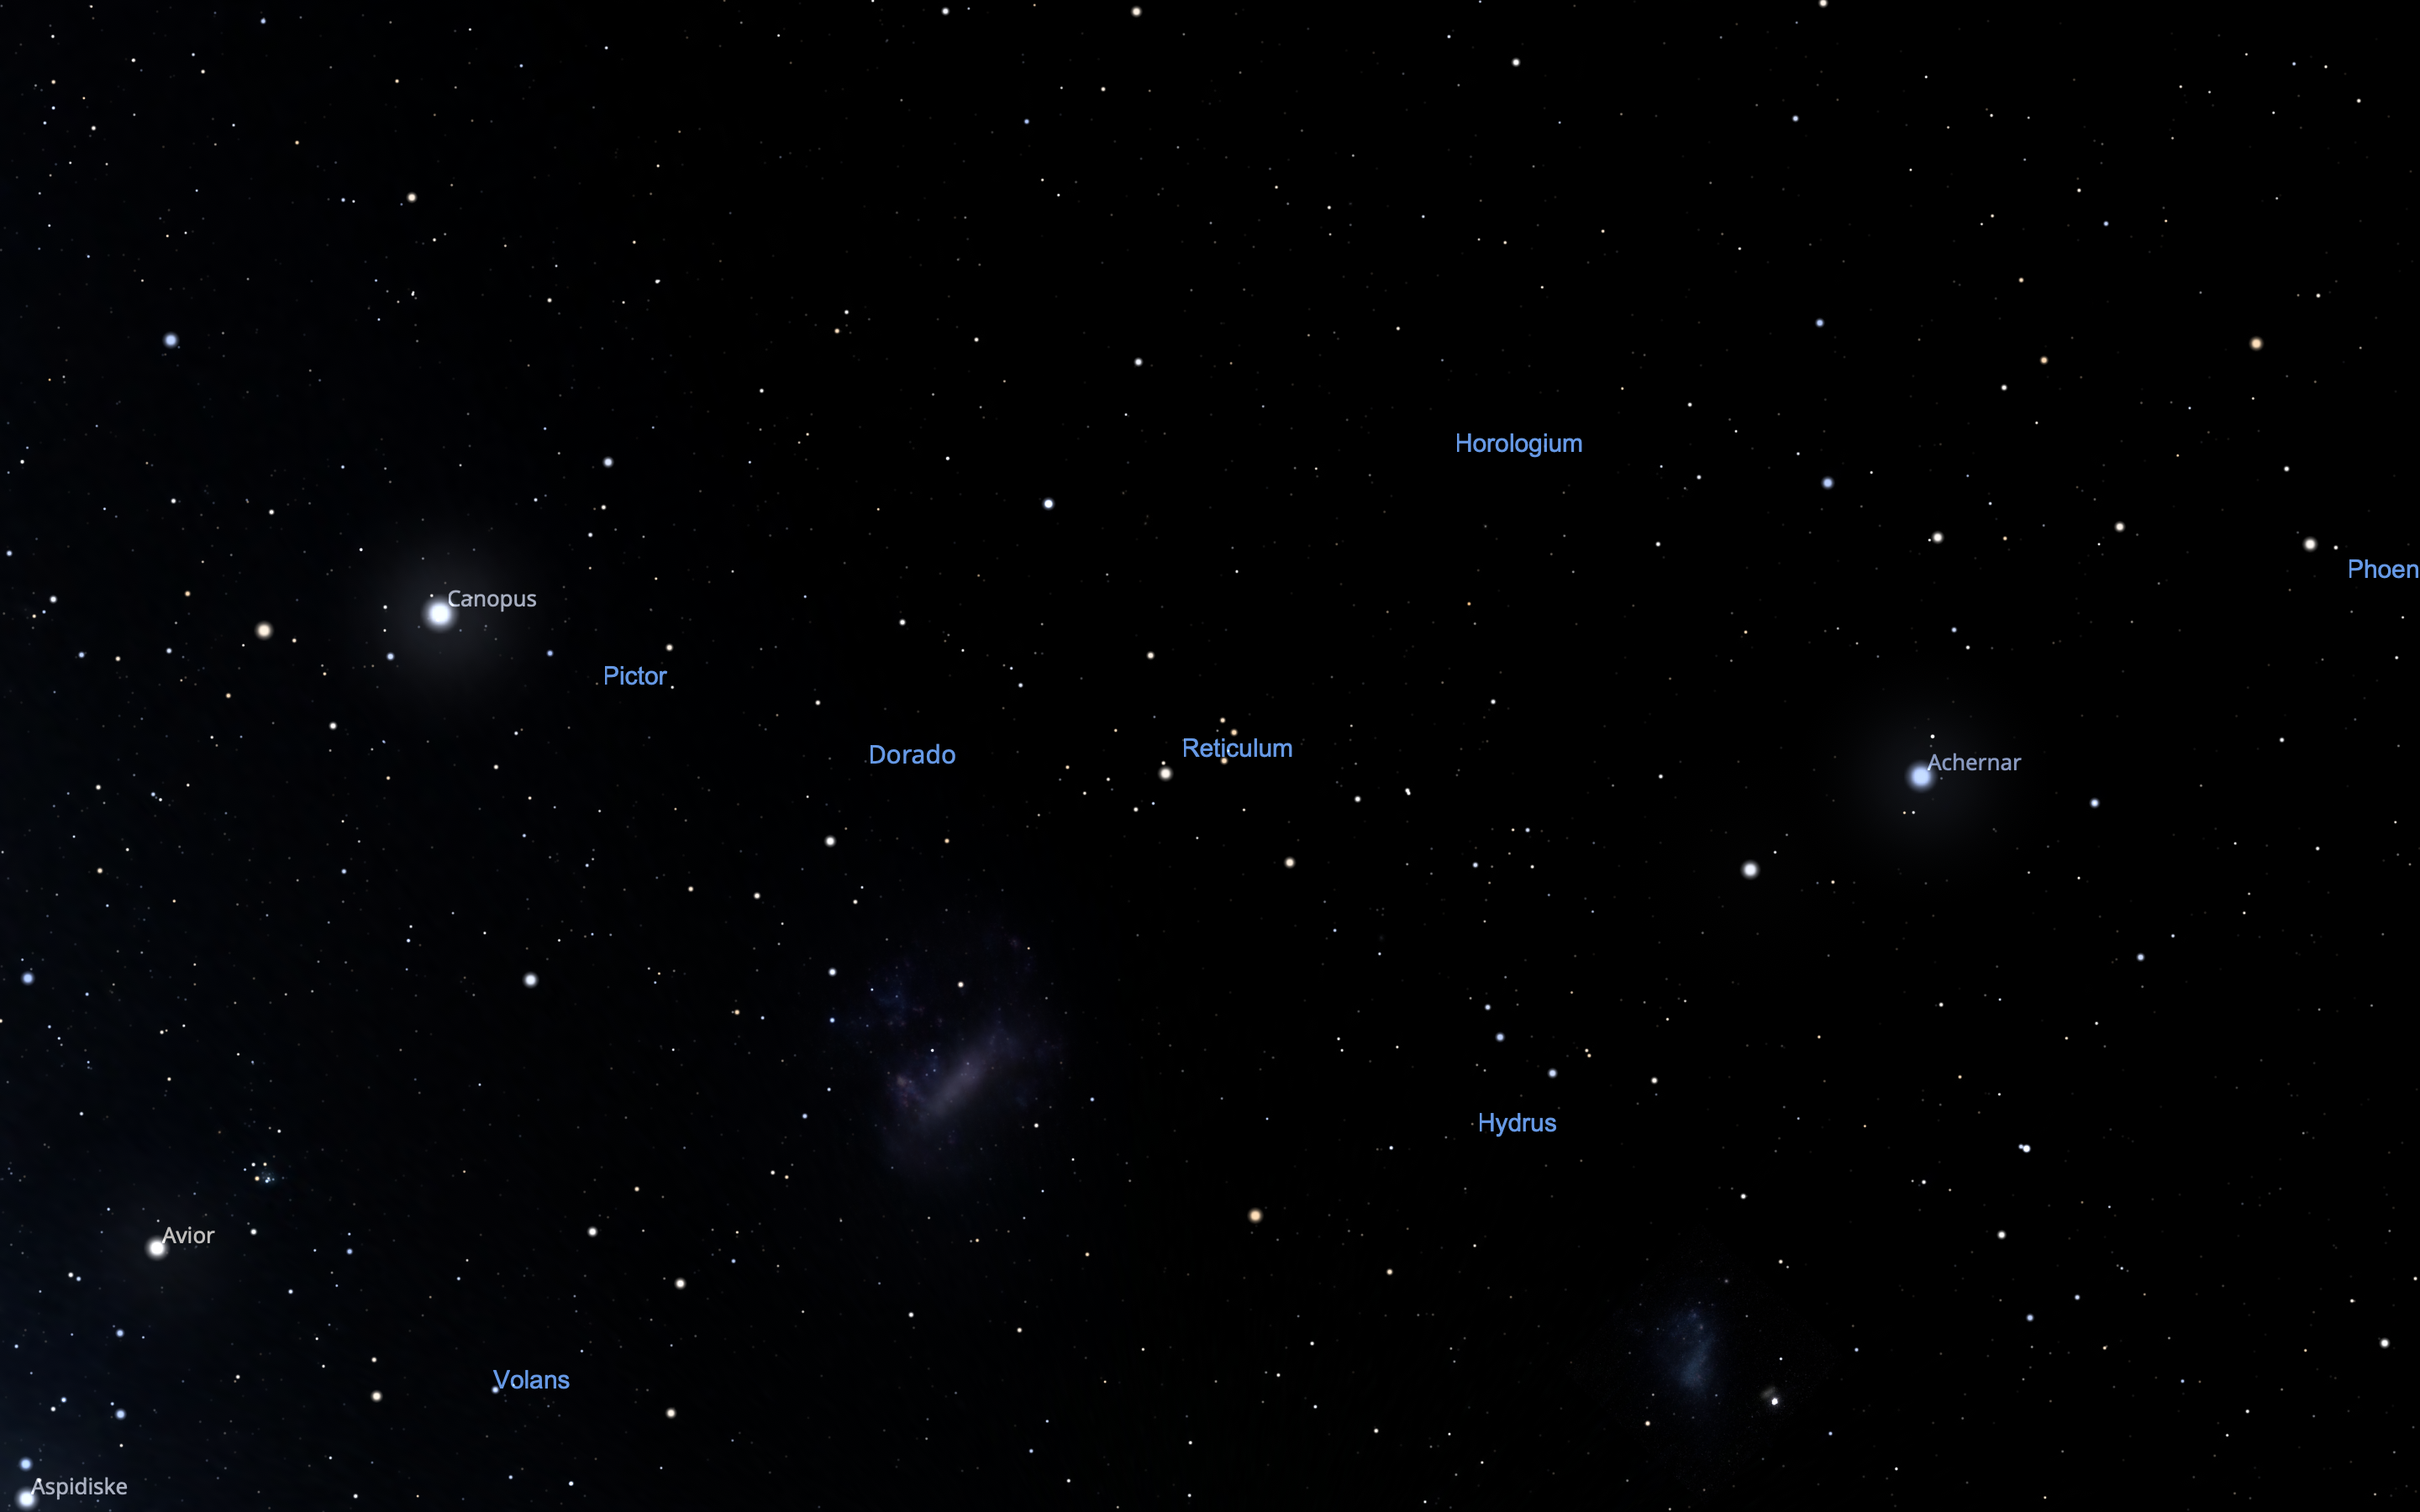 Horologium
Phoen
Canopus
Pictor
Dorado
Reticulum
Achernar
Hydrus
Avior
Volans
Aspidiske